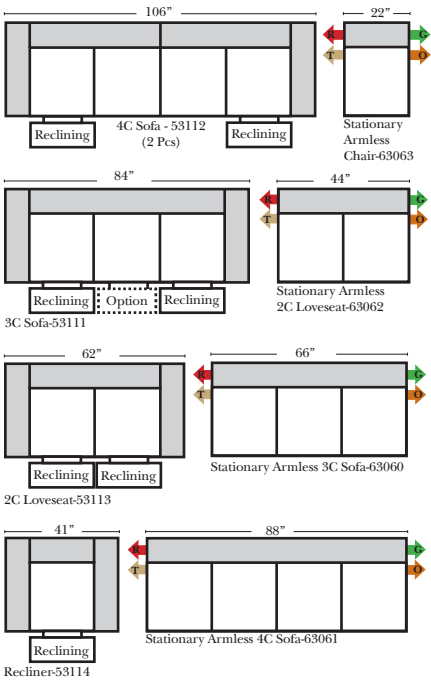 106”
22”
R
G
T
O
Reclining
4C Sofa - 53112
(2 Pcs)
Reclining
Stationary
Armless
Chair-63063
84”
44”
R
G
T
O
Reclining
Option
Reclining
Stationary Armless
2C Loveseat-63062
3C Sofa-53111
62”
66”
R
G
T
O
Reclining
Reclining
Stationary Armless 3C Sofa-63060
2C Loveseat-53113
41”
88”
R
G
T
O
Reclining
Stationary Armless 4C Sofa-63061
Recliner-53114